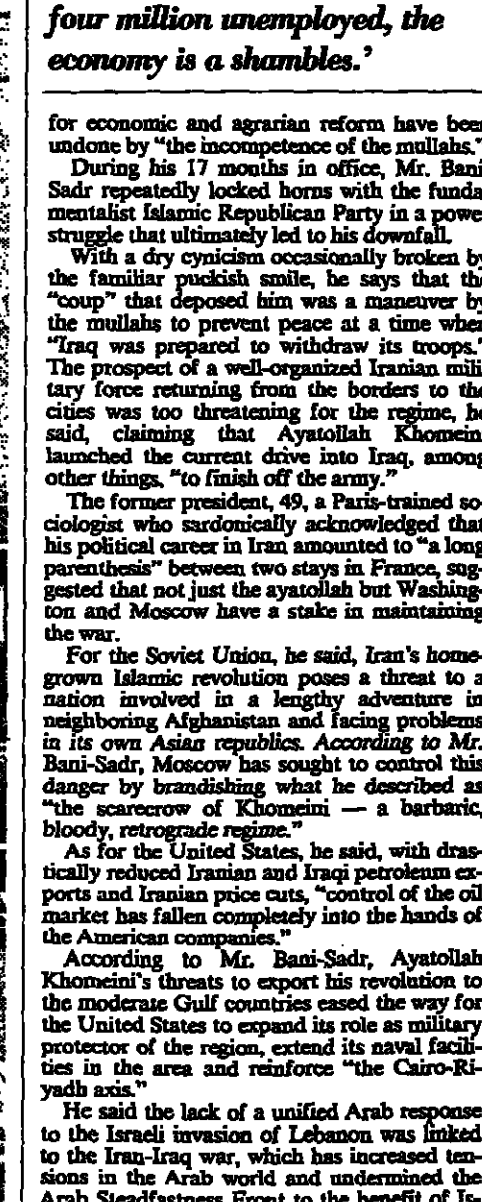 four million unemployed, the
economy is a shambles.'
for economic and agrarian reform have been
undone by "the incompetence of the mullahs."
During his 17 months in office, Mr. Bani
Sadr repeatedly locked horns with the funda
mentalist Islamic Republican Party in a powe
struggle that ultimately led to his downfall.
With a dry cynicism occasionally broken by
the familiar puckish smile, he says that the
"coup" that deposed him was a maneuver by
the mullahs to prevent peace at a time when
"Iraq was prepared to withdraw its troops."
The prospect of a well-organized Iranian mili
tary force returning from the borders to the
cities was too threatening for the regime, he
said, claiming that Ayatollah Khomeini
launched the current drive into Iraq, among
other things, "to finish off the army."
The former president, 49, a Paris-trained so-
ciologist who sardonically acknowledged that
his political career in Iran amounted to "a long
parenthesis" between two stays in France, sug-
gested that not just the ayatollah but Washing-
ton and Moscow have a stake in maintaining
the war.
For the Soviet Union, he said, Iran's home-
grown Islamic revolution poses a threat to a
nation involved in a lengthy adventure in
neighboring Afghanistan and facing problems
in its own Asian republics. According to Mr.
Bani-Sadr, Moscow has sought to control this
danger by brandishing what he described as
"the scarecrow of Khomeini — a barbaric,
bloody, retrograde regime."
As for the United States, he said, with dras-
tically reduced Iranian and Iraqi petroleum ex-
ports and Iranian price cuts, "control of the oil
market has fallen completely into the hands of
the American companies."
According to Mr. Bani-Sadr, Ayatollah
Khomeini's threats to export his revolution to
the moderate Gulf countries eased the way for
the United States to expand its role as military
protector of the region, extend its naval facili-
ties in the area and reinforce "the Cairo-Ri-
yadh axis."
He said the lack of a unified Arab response
to the Israeli invasion of Lebanon was linked
to the Iran-Iraq war, which has increased ten-
sions in the Arab world and undermined the
Arab Steadfastness Front to the benefit of Is-